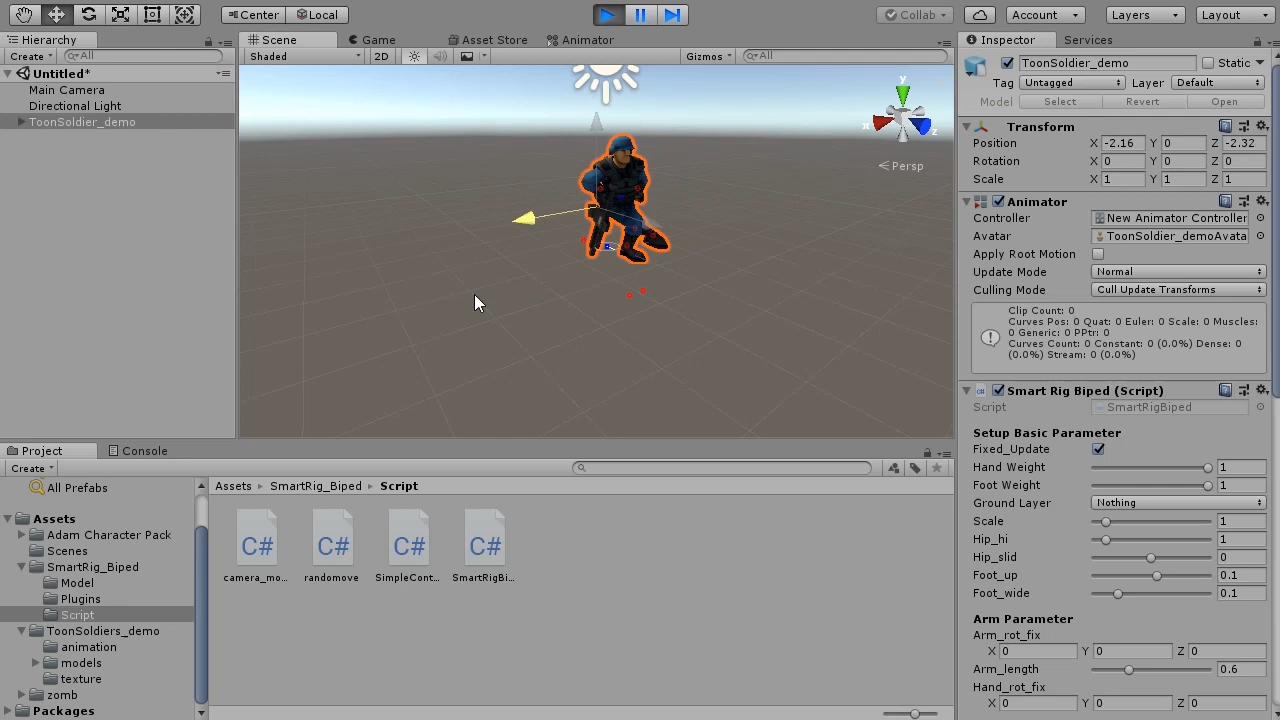 Center Local Collab Account Layers Layout
Hierarchy Scene Game Asset Store Animator Inspector Services
Create All Shaded 2D Gizmos All ToonSoldier_demo Static
Untitled*
Main Camera
Directional Light
ToonSoldier_demo
y
x
z
Persp
Tag Untagged Layer Default
Model Select Revert Open
Transform
Position X -2.16 Y 0 Z -2.32
Rotation X 0 Y 0 Z 0
Scale X 1 Y 1 Z 1
Animator
Controller New Animator Controller
Avatar ToonSoldier_demoAvata
Apply Root Motion
Update Mode Normal
Culling Mode Cull Update Transforms
Clip Count: 0
Curves Pos: 0 Quat: 0 Euler: 0 Scale: 0 Muscles:
0 Generic: 0 PPtr: 0
Curves Count: 0 Constant: 0 (0.0%) Dense: 0
(0.0%) Stream: 0 (0.0%)
Smart Rig Biped (Script)
Script SmartRigBiped
Setup Basic Parameter
Fixed_Update
Hand Weight 1
Foot Weight 1
Ground Layer Nothing
Scale 1
Hip_hi 1
Hip_slid 0
Foot_up 0.1
Foot_wide 0.1
Arm Parameter
Arm_rot_fix
X 0 Y 0 Z 0
Arm_length 0.6
Hand_rot_fix
X 0 Y 0 Z 0
Project Console
Create
All Prefabs
Assets
Adam Character Pack
Scenes
SmartRig_Biped
Model
Plugins
Script
ToonSoldiers_demo
animation
models
texture
zomb
Packages
Assets SmartRig_Biped Script
C# C# C# C#
camera_mo... randomove SimpleCont... SmartRigBi...